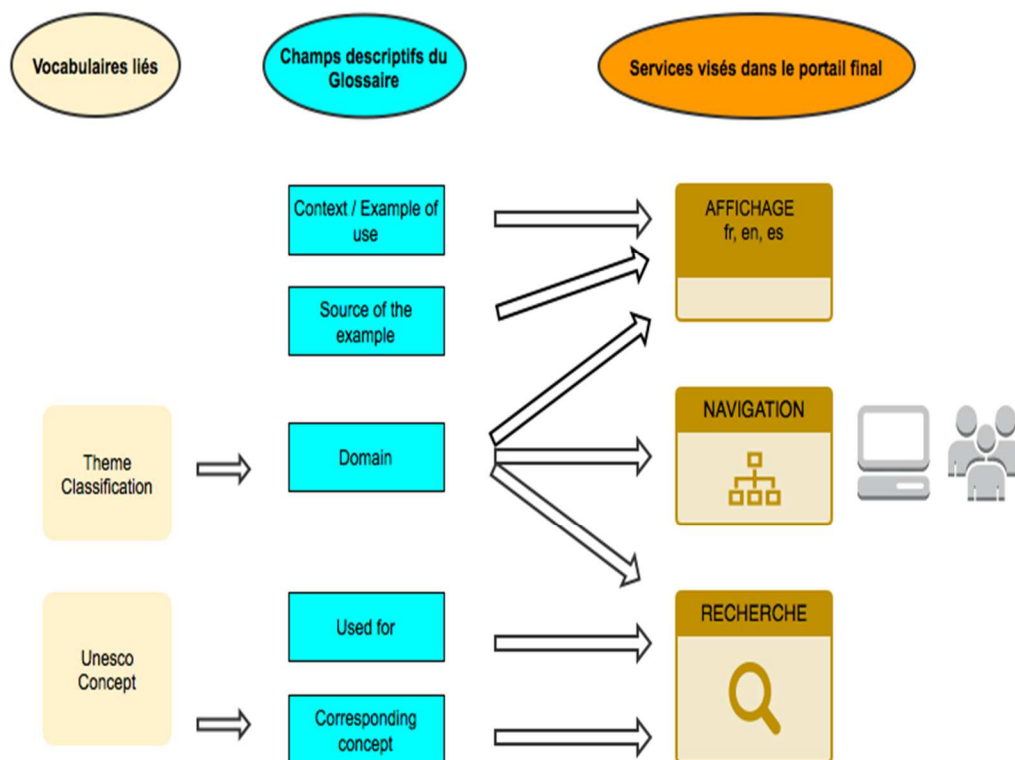 Vocabulaires liés
Champs descriptifs du
Glossaire
Services visés dans le portail final
Context / Example of
use
AFFICHAGE
fr, en, es
Source of the
example
Theme
Classification
Domain
NAVIGATION
Unesco
Concept
Used for
RECHERCHE
Corresponding
concept